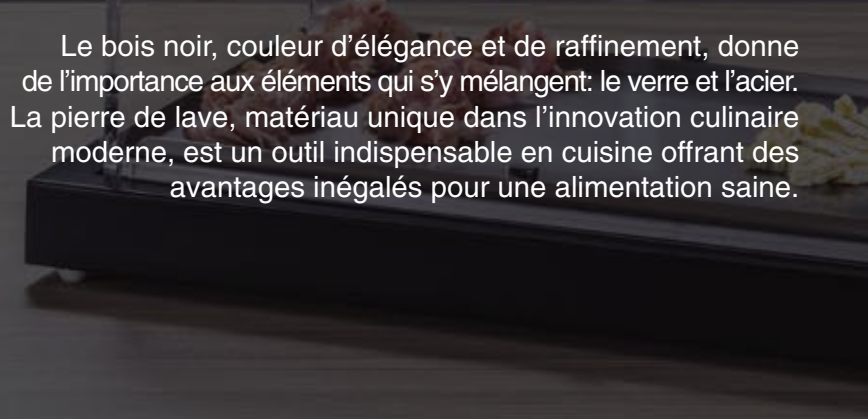 Le bois noir, couleur d’élégance et de raffinement, donne
de l’importance aux éléments qui s’y mélangent: le verre et l’acier.
La pierre de lave, matériau unique dans l’innovation culinaire
moderne, est un outil indispensable en cuisine offrant des
avantages inégalés pour une alimentation saine.